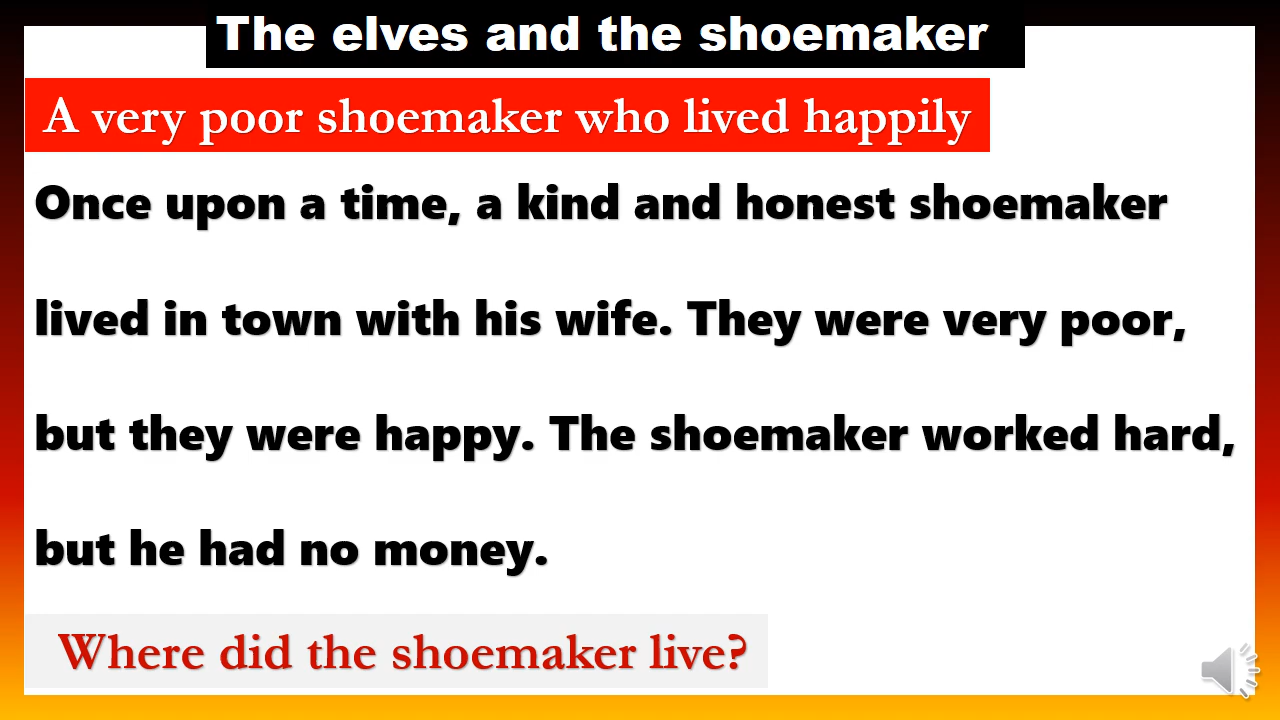 The elves and the shoemaker
A very poor shoemaker who lived happily
Once upon a time, a kind and honest shoemaker
lived in town with his wife. They were very poor,
but they were happy. The shoemaker worked hard,
but he had no money.
Where did the shoemaker live?